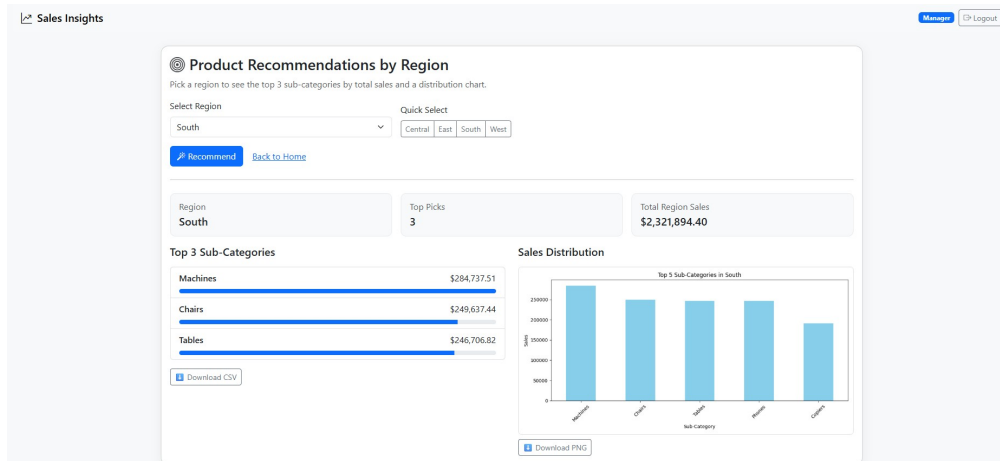 Sales Insights
Manager
Logout
Product Recommendations by Region
Pick a region to see the top 3 sub-categories by total sales and a distribution chart.
Select Region
South
Quick Select
Central East South West
Recommend
Back to Home
Region
South
Top Picks
3
Total Region Sales
$2,321,894.40
Top 3 Sub-Categories
Machines $284,737.51
Chairs $249,637.44
Tables $246,706.82
Download CSV
Sales Distribution
Top 5 Sub-Categories in South
Sales
250000
200000
150000
100000
50000
0
Machines
Chairs
Tables
Phones
Copiers
Sub-Category
Download PNG